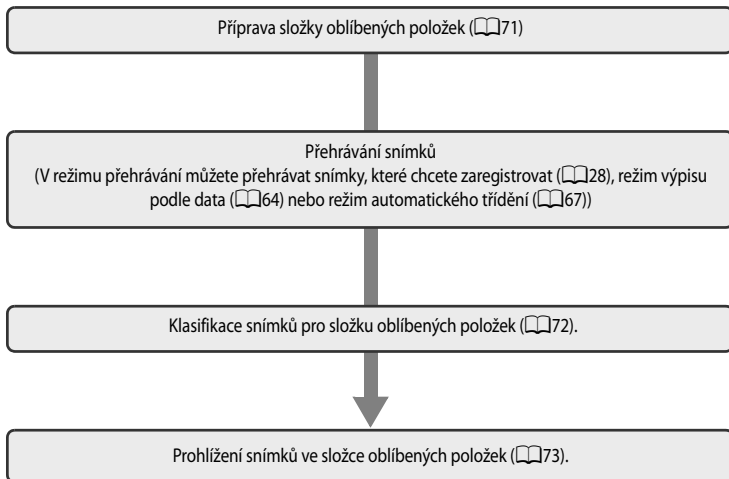 Příprava složky oblíbených položek (📖71)
Přehrávání snímků
(V režimu přehrávání můžete přehrávat snímky, které chcete zaregistrovat (📖28), režim výpisu
podle data (📖64) nebo režim automatického třídění (📖67))
Klasifikace snímků pro složku oblíbených položek (📖72).
Prohlížení snímků ve složce oblíbených položek (📖73).